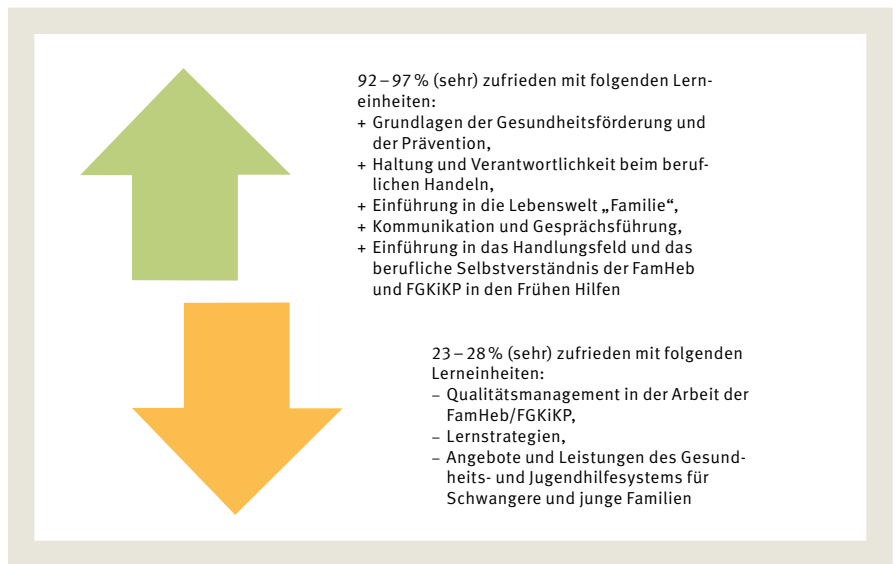 92–97 % (sehr) zufrieden mit folgenden Lern-
einheiten:
+ Grundlagen der Gesundheitsförderung und
der Prävention,
+ Haltung und Verantwortlichkeit beim beruf-
lichen Handeln,
+ Einführung in die Lebenswelt „Familie“,
+ Kommunikation und Gesprächsführung,
+ Einführung in das Handlungsfeld und das
berufliche Selbstverständnis der FamHeb
und FGKiKP in den Frühen Hilfen
23–28 % (sehr) zufrieden mit folgenden
Lerneinheiten:
– Qualitätsmanagement in der Arbeit der
FamHeb/FGKiKP,
– Lernstrategien,
– Angebote und Leistungen des Gesund-
heits- und Jugendhilfesystems für
Schwangere und junge Familien